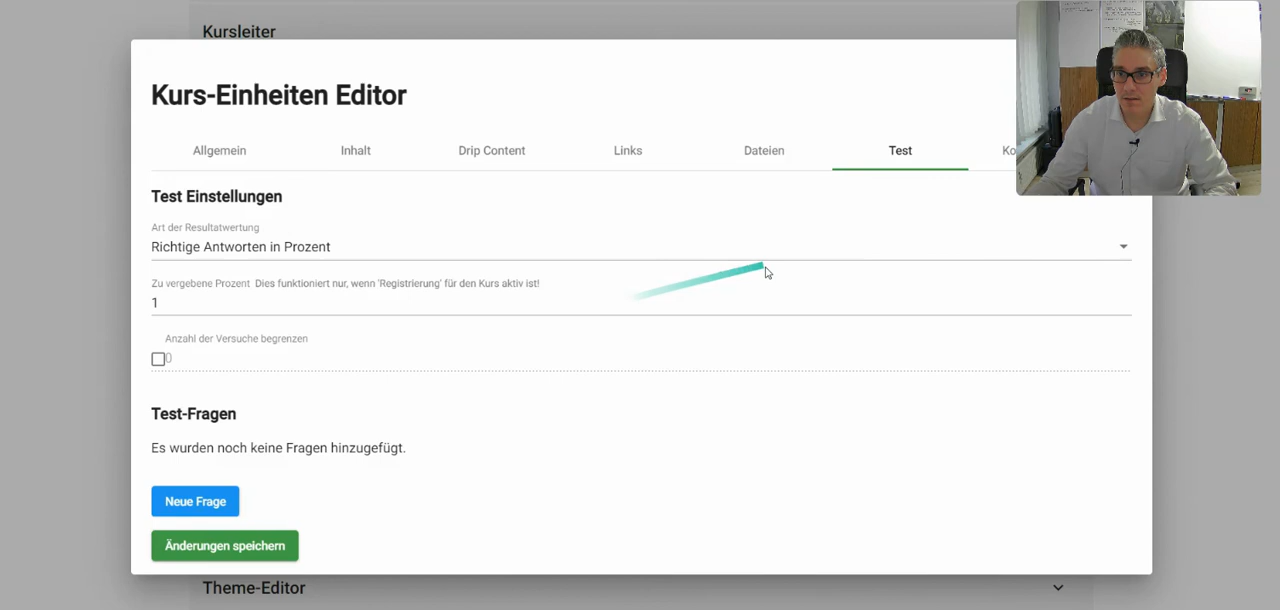 Kursleiter
Kurs-Einheiten Editor
Allgemein Inhalt Drip Content Links Dateien Test Ko
Test Einstellungen
Art der Resultatwertung
Richtige Antworten in Prozent
Zu vergebene Prozent Dies funktioniert nur, wenn 'Registrierung' für den Kurs aktiv ist!
1
Anzahl der Versuche begrenzen
0
Test-Fragen
Es wurden noch keine Fragen hinzugefügt.
Neue Frage
Änderungen speichern
Theme-Editor